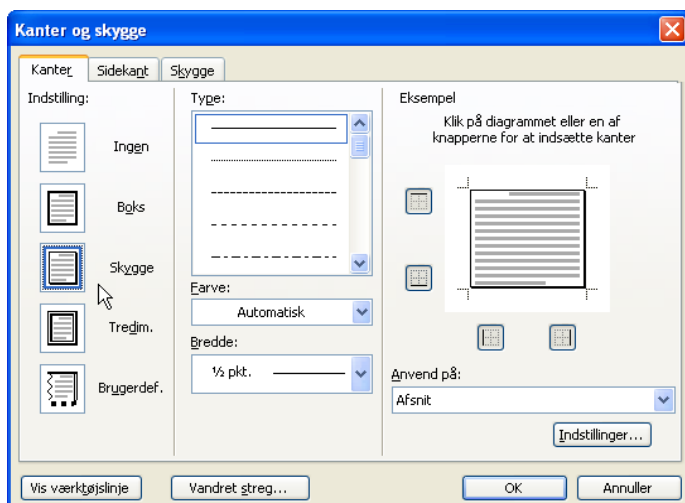 Kanter og skygge
Kanter
Sidekant
Skygge
Indstilling:
Ingen
Boks
Skygge
Tredim.
Brugerdef.
Type:
Farve:
Automatisk
Bredde:
½ pkt.
Eksempel
Klik på diagrammet eller en af
knapperne for at indsætte kanter
Anvend på:
Afsnit
Indstillinger...
Vis værktøjslinje
Vandret streg...
OK
Annuller